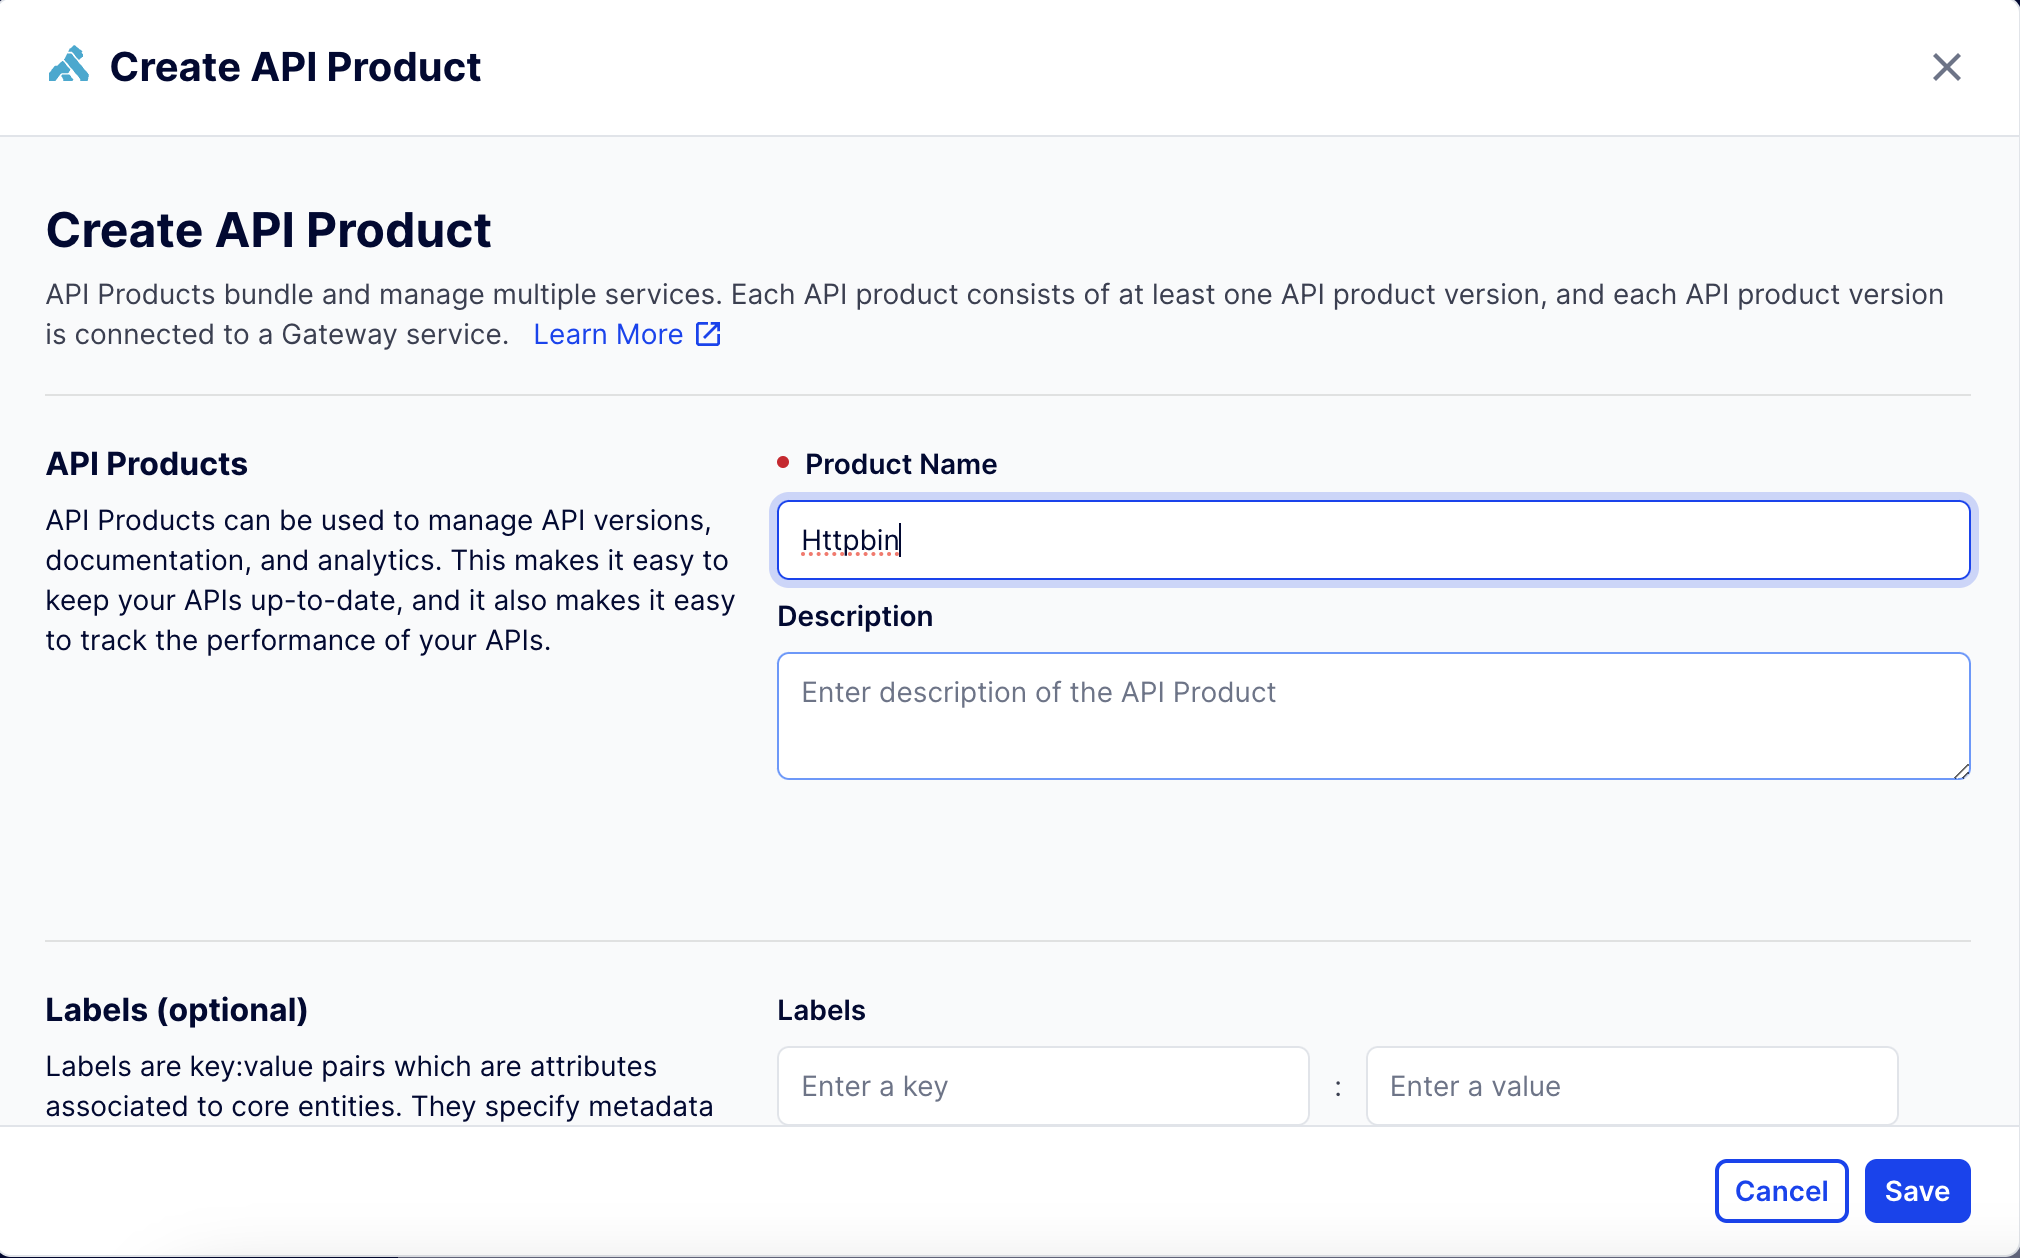 Create API Product
Create API Product
API Products bundle and manage multiple services. Each API product consists of at least one API product version, and each API product version
is connected to a Gateway service. Learn More
API Products
API Products can be used to manage API versions,
documentation, and analytics. This makes it easy to
keep your APIs up-to-date, and it also makes it easy
to track the performance of your APIs.
Product Name
Httpbin
Description
Enter description of the API Product
Labels (optional)
Labels are key:value pairs which are attributes
associated to core entities. They specify metadata
Labels
Enter a key : Enter a value
Cancel Save